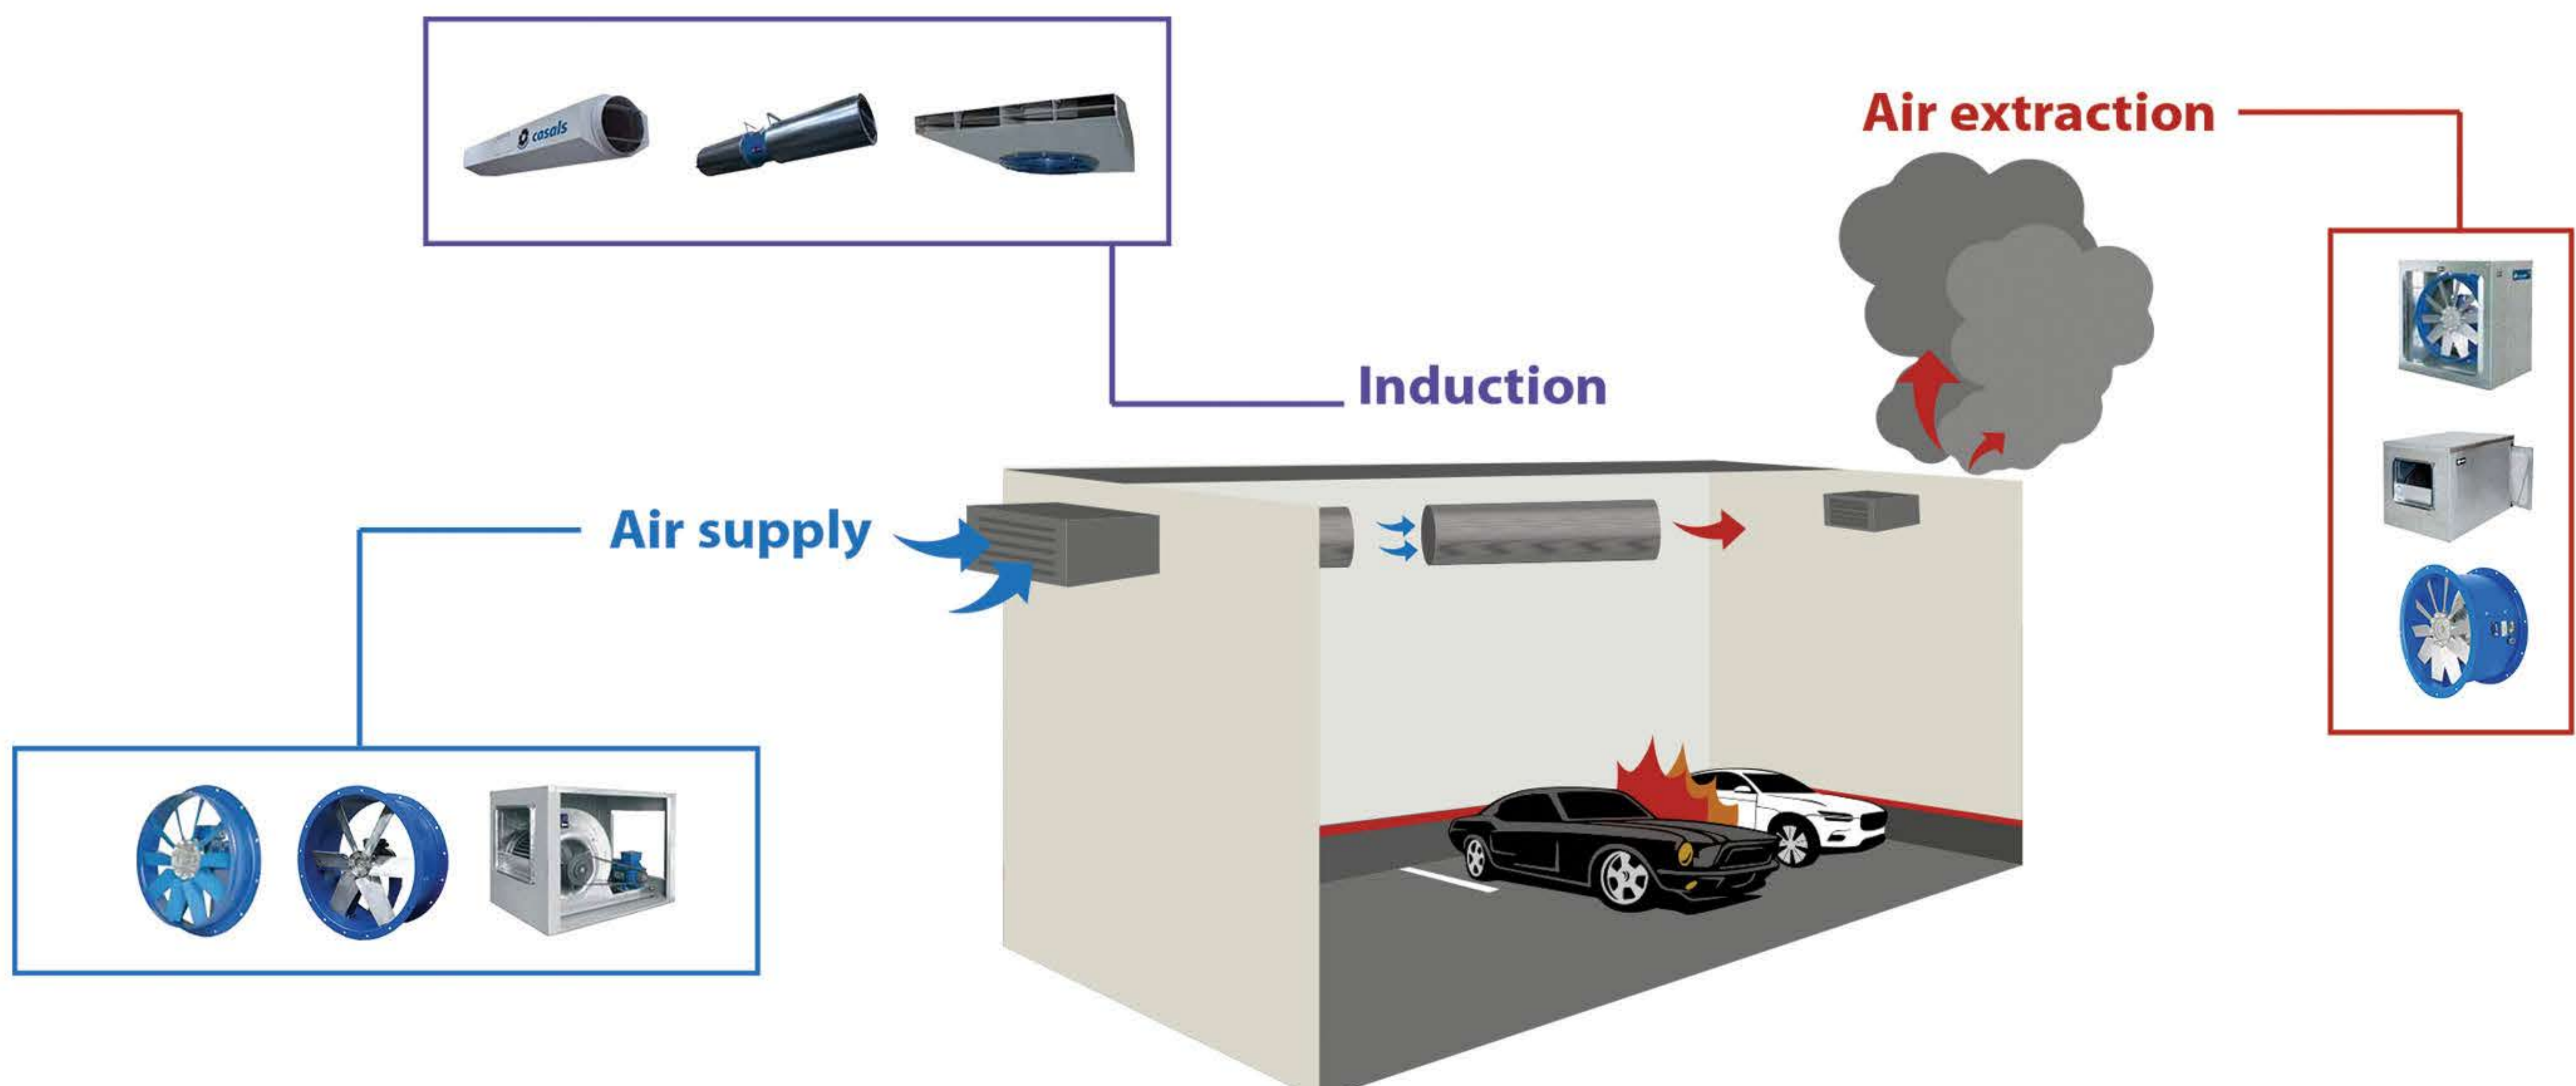 casals
Air extraction
Induction
Air supply